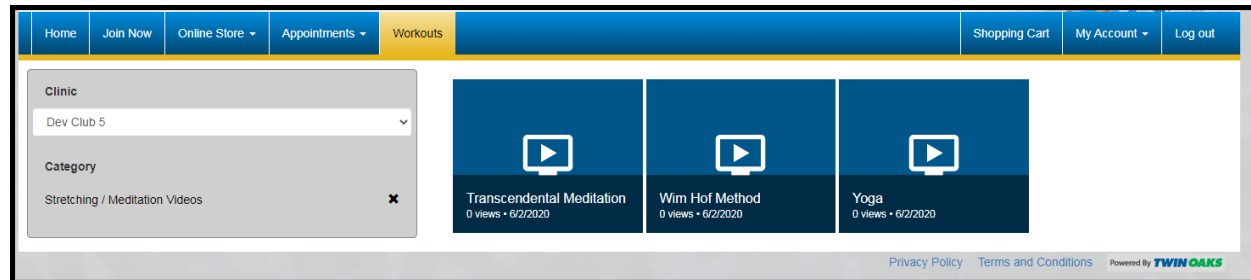 Home Join Now Online Store Appointments Workouts Shopping Cart My Account Log out
Clinic
Dev Club 5
Category
Stretching / Meditation Videos
Transcendental Meditation
0 views • 6/2/2020
Wim Hof Method
0 views • 6/2/2020
Yoga
0 views • 6/2/2020
Privacy Policy Terms and Conditions Powered By TWIN OAKS